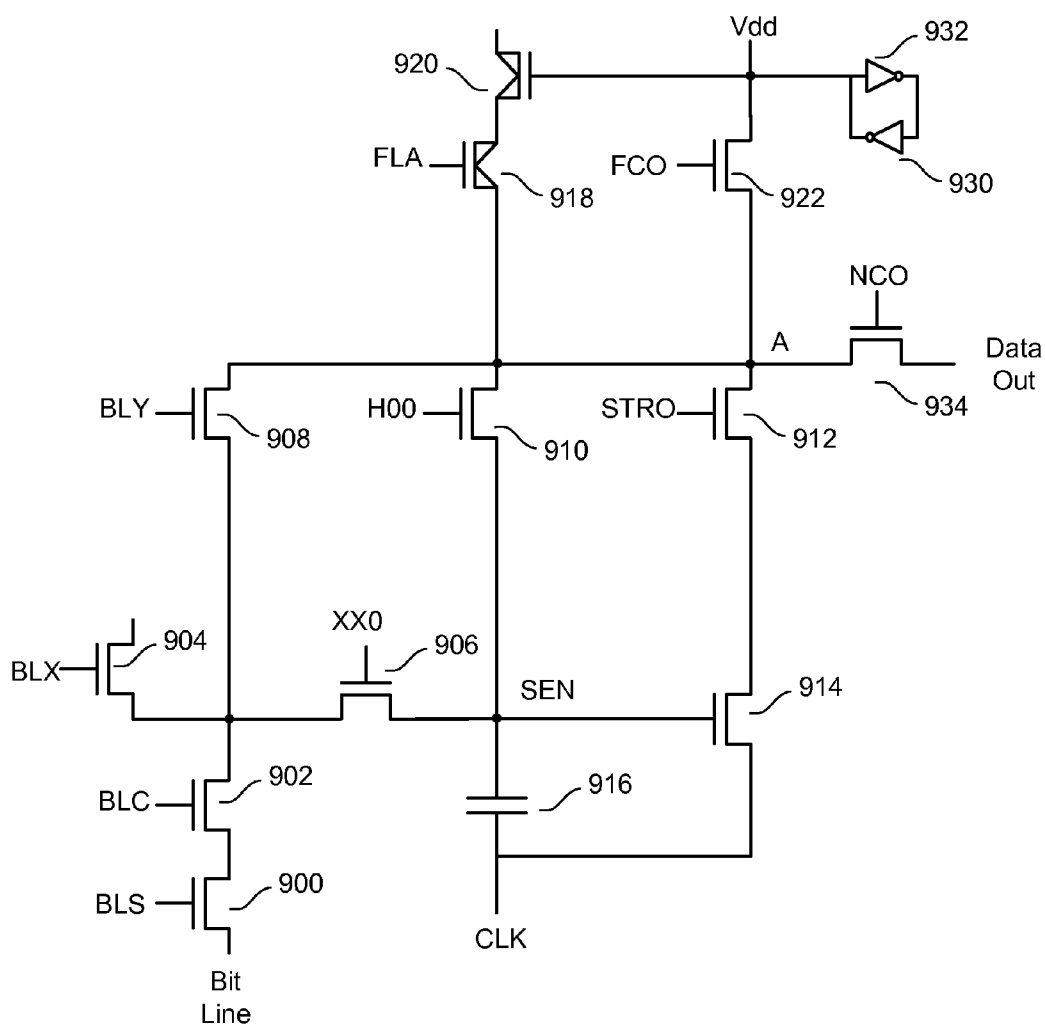 Vdd
932
920
FLA
918
FCO
922
930
NCO
A
Data
Out
934
BLY
908
H00
910
STRO
912
XX0
906
904
BLX
SEN
914
902
BLC
916
900
BLS
CLK
Bit
Line